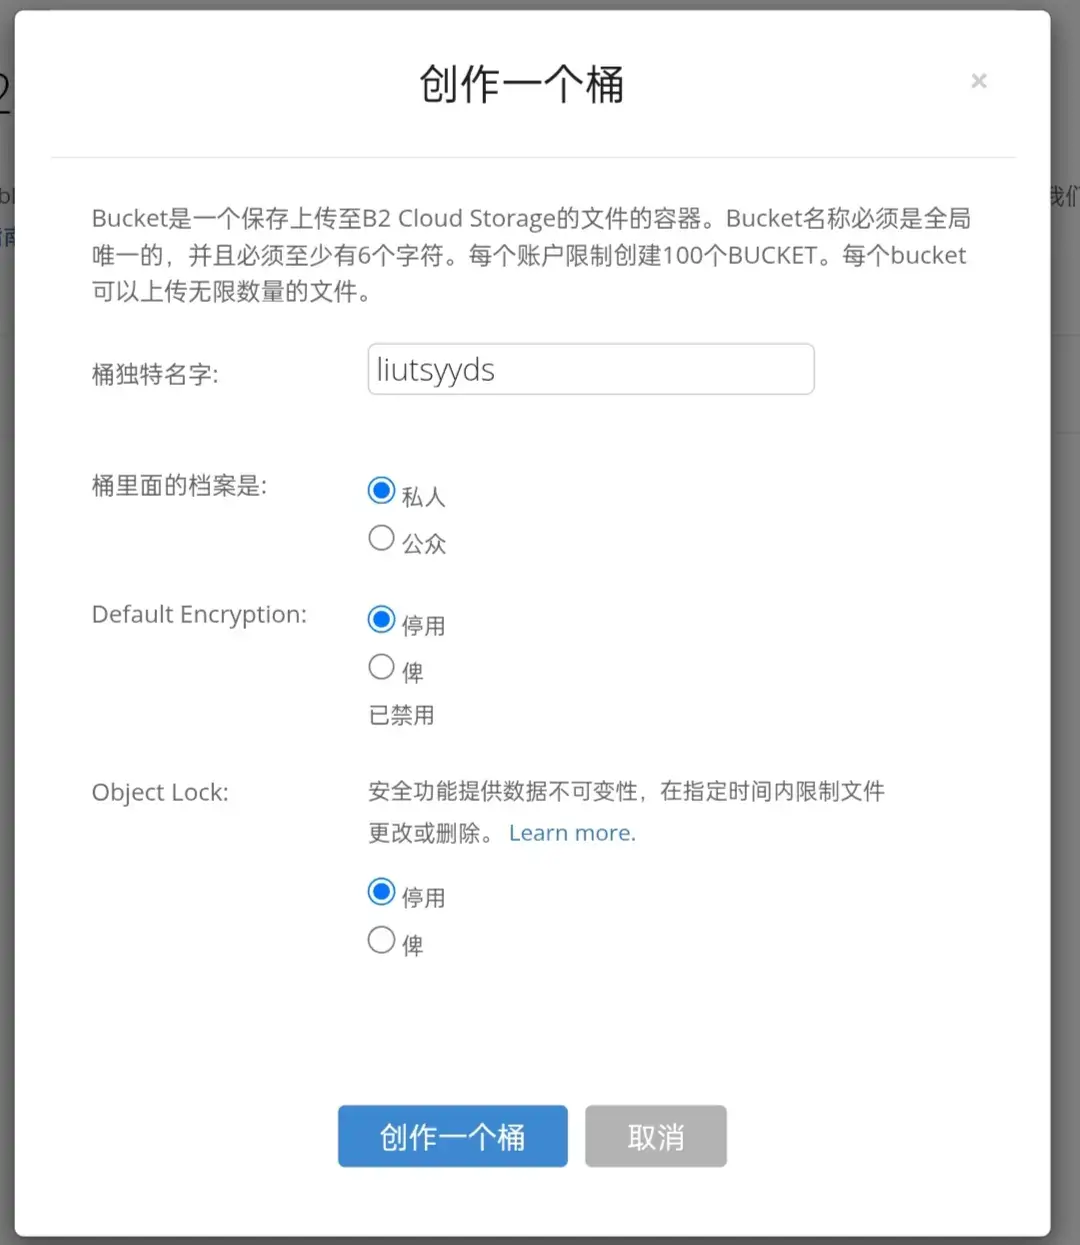 创作一个桶
×
Bucket是一个保存上传至B2 Cloud Storage的文件的容器。Bucket名称必须是全局
唯一的，并且必须至少有6个字符。每个账户限制创建100个BUCKET。每个bucket
可以上传无限数量的文件。
我们
桶独特名字:
liutsyyds
桶里面的档案是:
私人
公众
Default Encryption:
停用
俾
已禁用
Object Lock:
安全功能提供数据不可变性，在指定时间内限制文件
更改或删除。 Learn more.
停用
俾
创作一个桶
取消